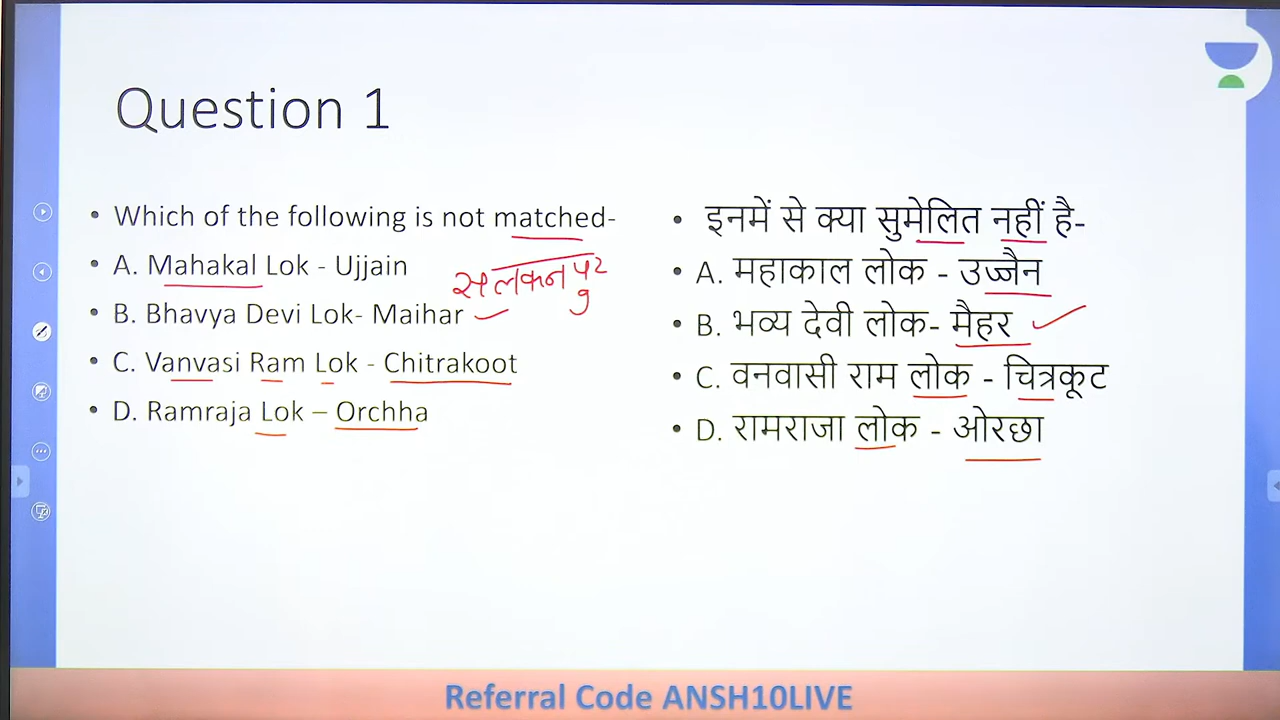 Question 1
• Which of the following is not matched-
• A. Mahakal Lok - Ujjain
• B. Bhavya Devi Lok- Maihar
• C. Vanvasi Ram Lok - Chitrakoot
• D. Ramraja Lok – Orchha
सलकनपुर
• इनमें से क्या सुमेलित नहीं है-
• A. महाकाल लोक - उज्जैन
• B. भव्य देवी लोक- मैहर
• C. वनवासी राम लोक - चित्रकूट
• D. रामराजा लोक - ओरछा
Referral Code ANSH10LIVE